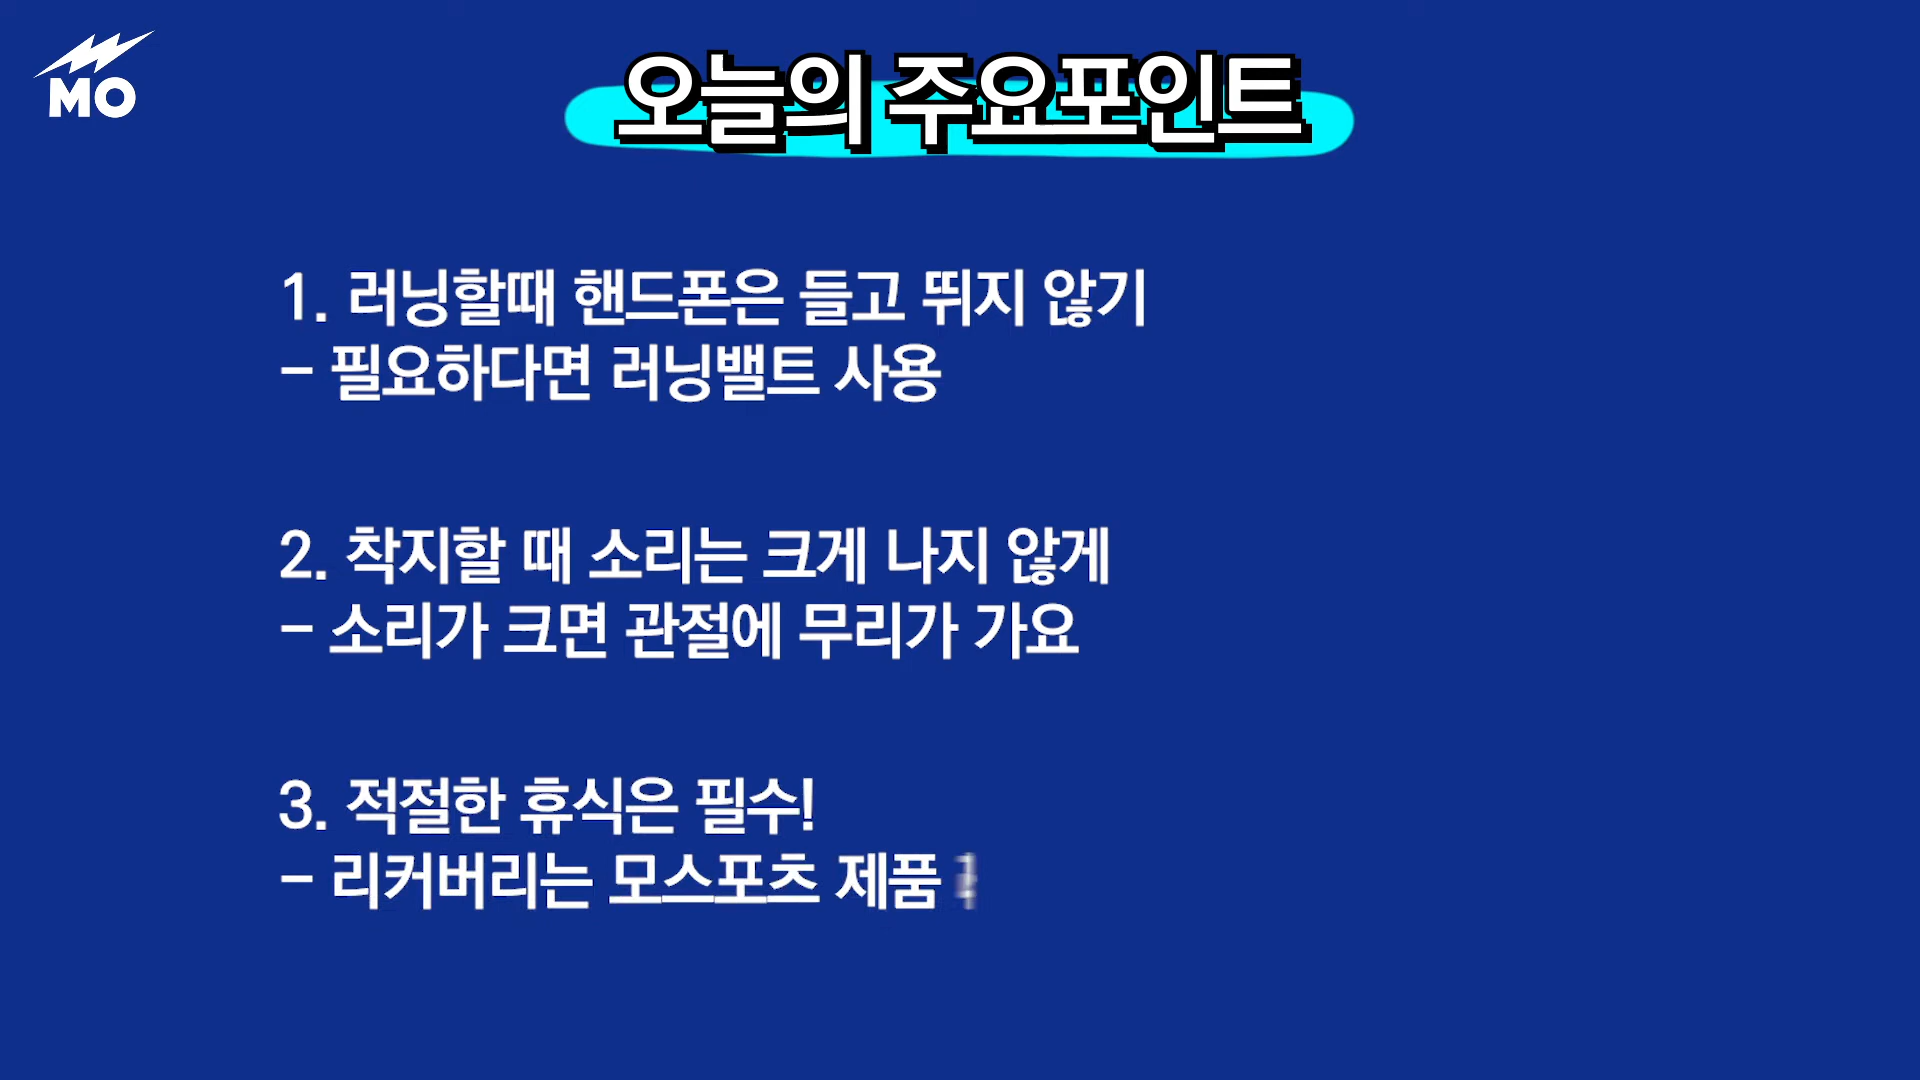 MO
오늘의 주요포인트
1. 러닝할때 핸드폰은 들고 뛰지 않기
- 필요하다면 러닝밸트 사용
2. 착지할 때 소리는 크게 나지 않게
- 소리가 크면 관절에 무리가 가요
3. 적절한 휴식은 필수!
- 리커버리는 모스포츠 제품